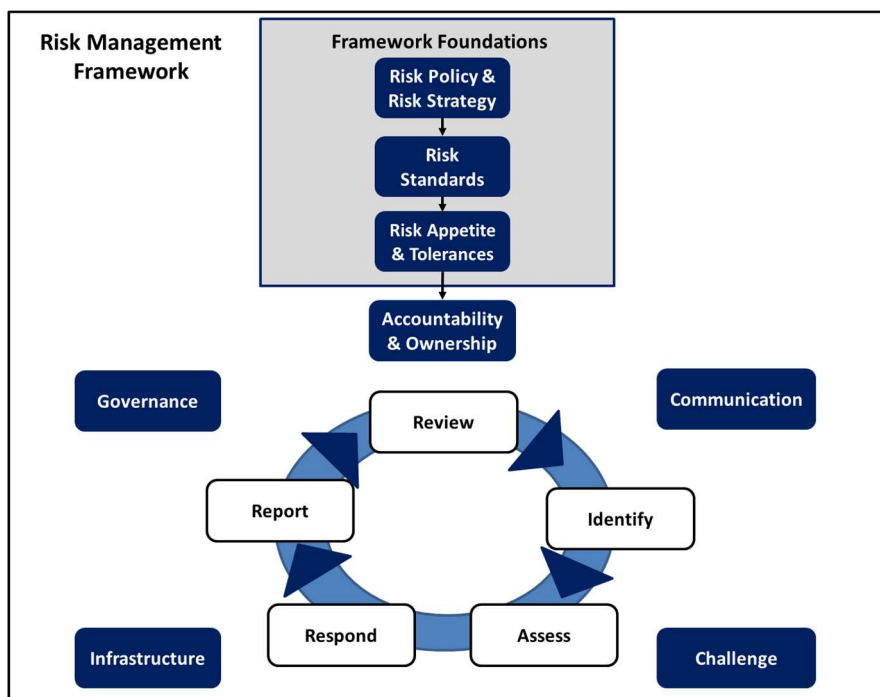 Risk Management
Framework
Framework Foundations
Risk Policy &
Risk Strategy
Risk
Standards
Risk Appetite
& Tolerances
Accountability
& Ownership
Governance
Communication
Review
Report
Identify
Respond
Assess
Infrastructure
Challenge